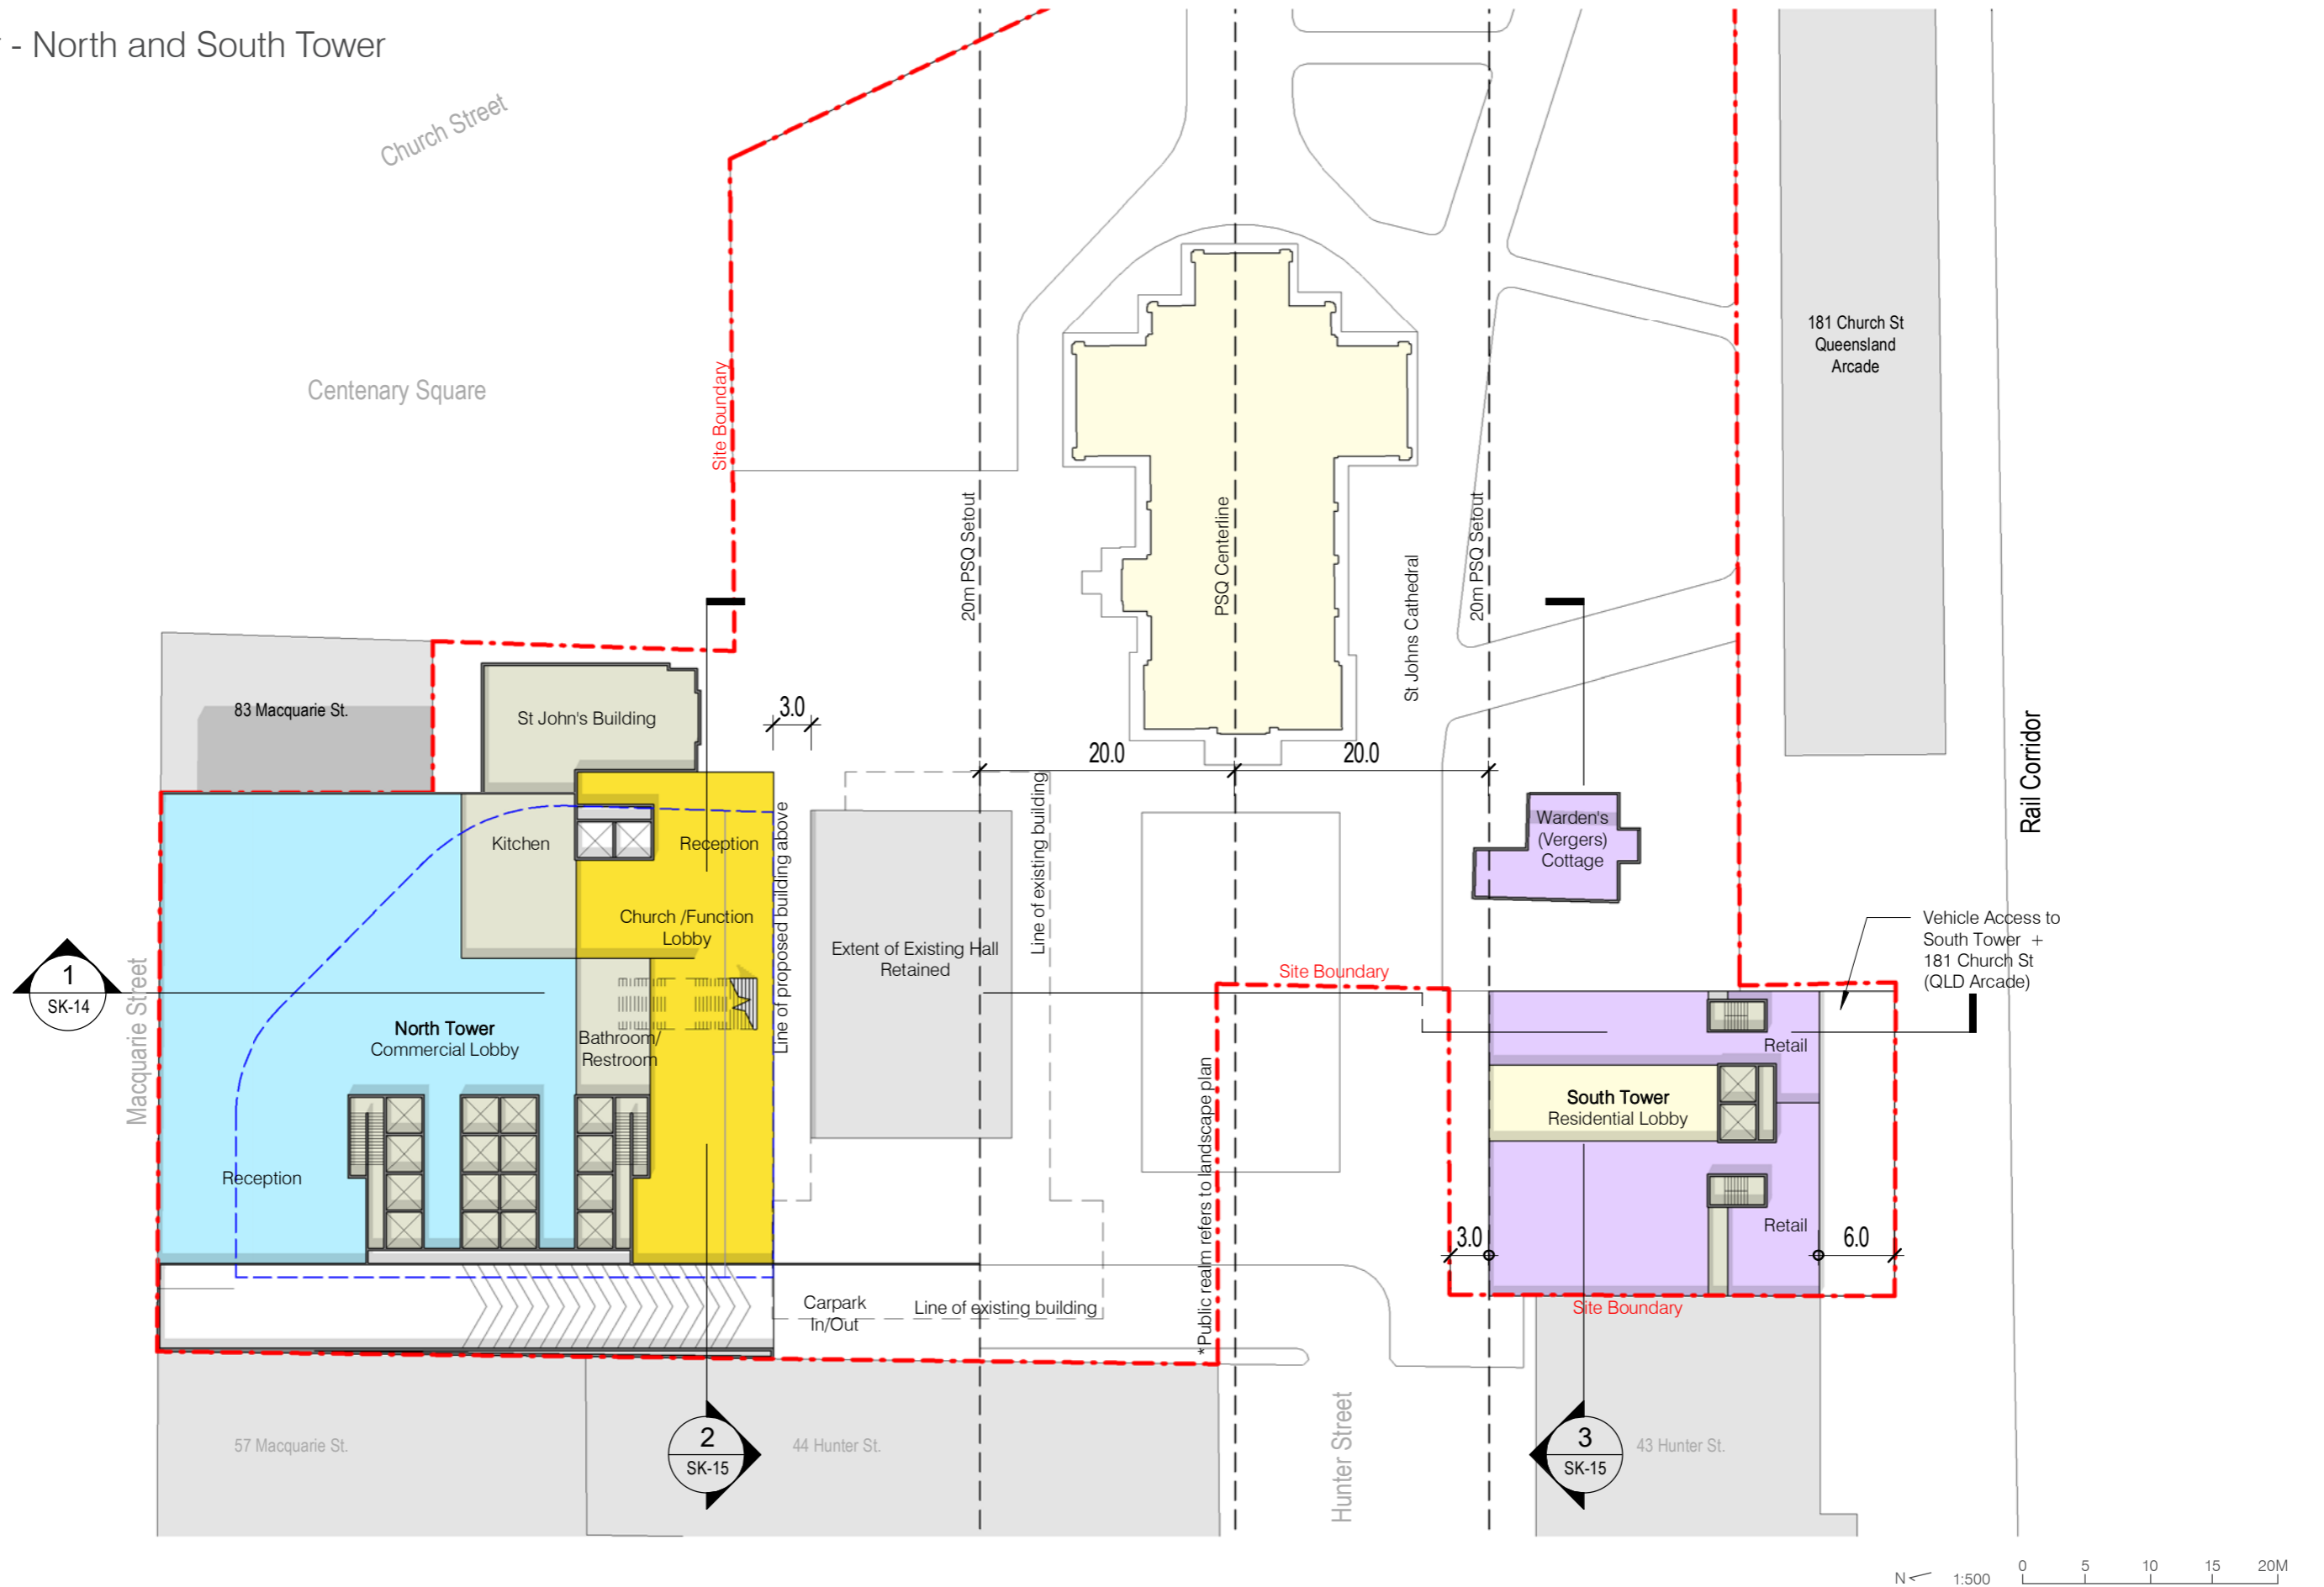 - North and South Tower
Church Street
Centenary Square
Site Boundary
20m PSQ Setout
PSQ Centerline
St Johns Cathedral
20m PSQ Setout
181 Church St
Queensland
Arcade
Rail Corridor
83 Macquarie St.
St John's Building
3.0
20.0
20.0
Kitchen
Reception
Church /Function
Lobby
Line of proposed building above
Extent of Existing Hall
Retained
Line of existing building
Warden's
(Vergers)
Cottage
Vehicle Access to
South Tower +
181 Church St
(QLD Arcade)
1
SK-14
Macquarie Street
North Tower
Commercial Lobby
Bathroom/
Restroom
Reception
Site Boundary
*Public realm refers to landscape plan
Retail
South Tower
Residential Lobby
Retail
3.0
6.0
Site Boundary
Carpark
In/Out
Line of existing building
57 Macquarie St.
2
SK-15
44 Hunter St.
Hunter Street
3
SK-15
43 Hunter St.
N
1:500
0 5 10 15 20M